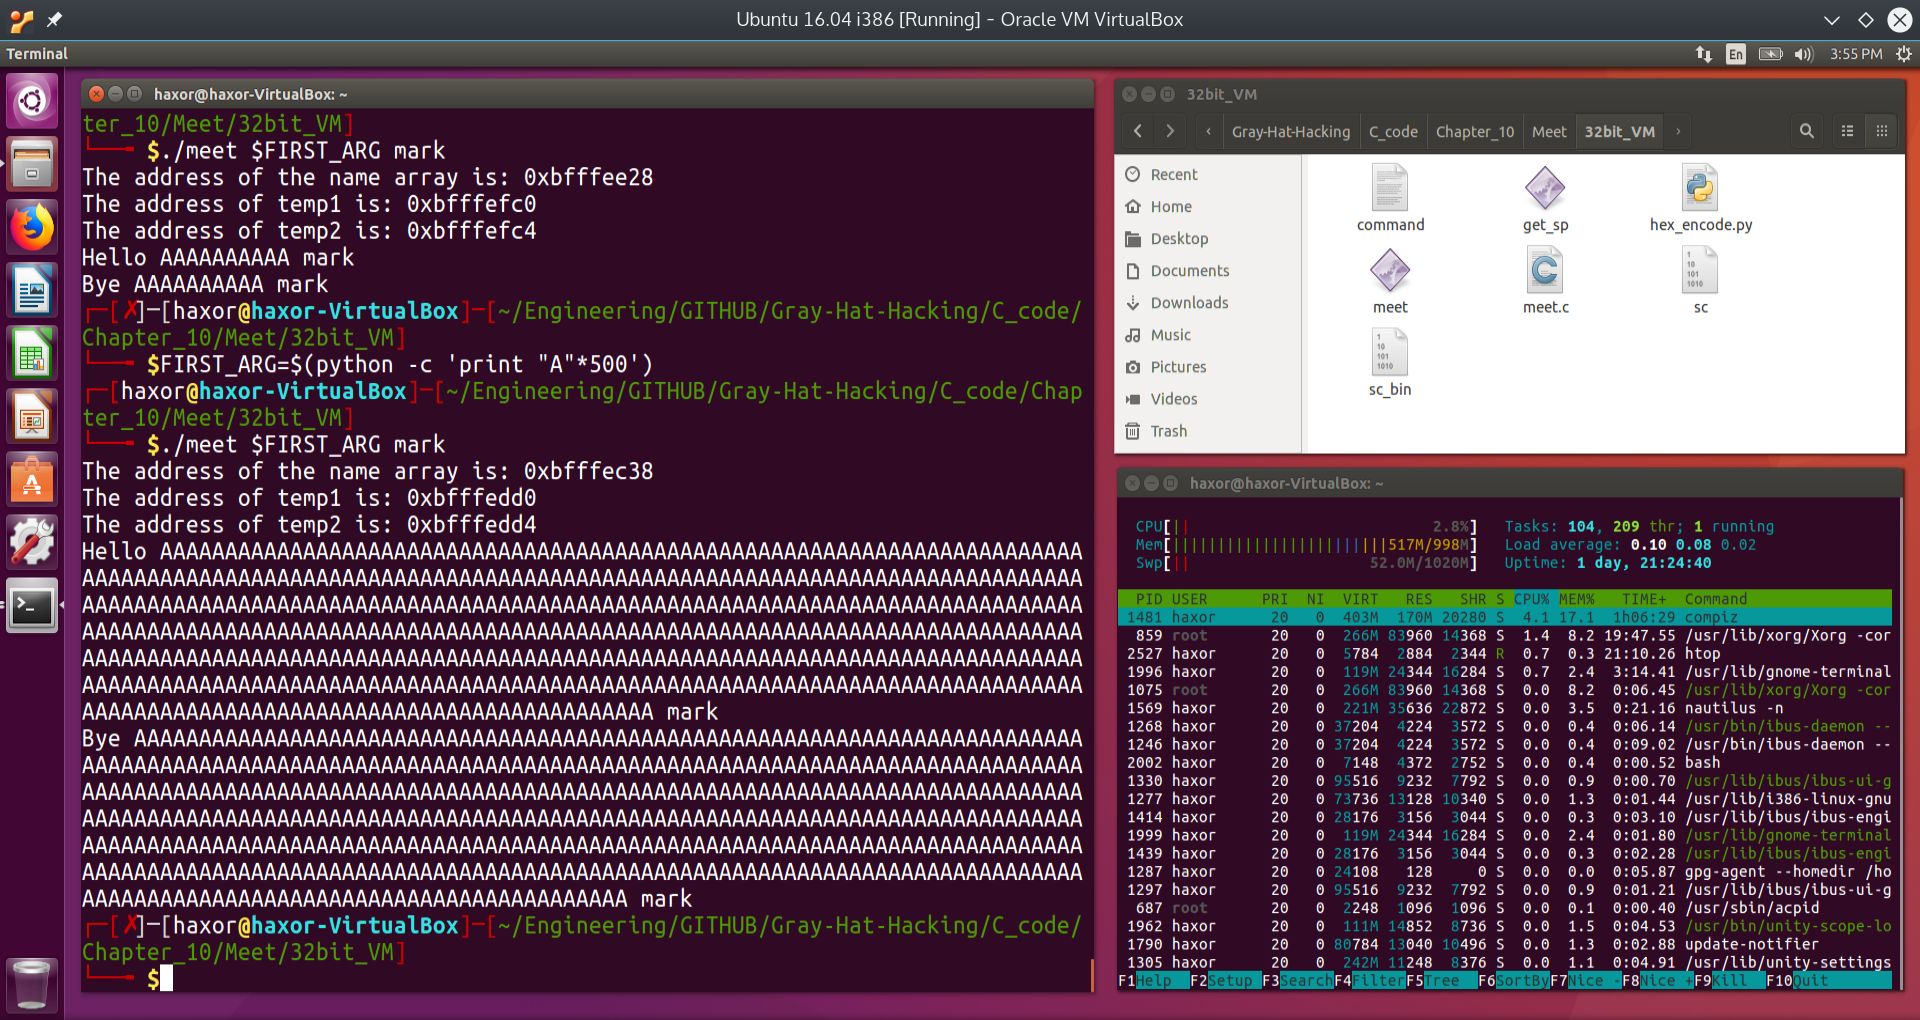 Ubuntu 16.04 i386 [Running] - Oracle VM VirtualBox
Terminal
En
3:55 PM
haxor@haxor-VirtualBox: ~
ter_10/Meet/32bit_VM]
$./meet $FIRST_ARG mark
The address of the name array is: 0xbfffee28
The address of temp1 is: 0xbfffefc0
The address of temp2 is: 0xbfffefc4
Hello AAAAAAAAAA mark
Bye AAAAAAAAAA mark
┌─[✗]─[haxor@haxor-VirtualBox]─[~/Engineering/GITHUB/Gray-Hat-Hacking/C_code/
Chapter_10/Meet/32bit_VM]
└──╼ $FIRST_ARG=$(python -c 'print "A"*500')
┌─[haxor@haxor-VirtualBox]─[~/Engineering/GITHUB/Gray-Hat-Hacking/C_code/Chap
ter_10/Meet/32bit_VM]
└──╼ $./meet $FIRST_ARG mark
The address of the name array is: 0xbfffec38
The address of temp1 is: 0xbfffedd0
The address of temp2 is: 0xbfffedd4
Hello AAAAAAAAAAAAAAAAAAAAAAAAAAAAAAAAAAAAAAAAAAAAAAAAAAAAAAAAAAAAAAAAAAAAAAA
AAAAAAAAAAAAAAAAAAAAAAAAAAAAAAAAAAAAAAAAAAAAAAAAAAAAAAAAAAAAAAAAAAAAAAAAAAAAA
AAAAAAAAAAAAAAAAAAAAAAAAAAAAAAAAAAAAAAAAAAAAAAAAAAAAAAAAAAAAAAAAAAAAAAAAAAAAA
AAAAAAAAAAAAAAAAAAAAAAAAAAAAAAAAAAAAAAAAAAAAAAAAAAAAAAAAAAAAAAAAAAAAAAAAAAAAA
AAAAAAAAAAAAAAAAAAAAAAAAAAAAAAAAAAAAAAAAAAAAAAAAAAAAAAAAAAAAAAAAAAAAAAAAAAAAA
AAAAAAAAAAAAAAAAAAAAAAAAAAAAAAAAAAAAAAAAAAAAAAAAAAAAAAAAAAAAAAAAAAAAAAAAAAAAA
AAAAAAAAAAAAAAAAAAAAAAAAAAAAAAAAAAAAAAAAAAAA mark
Bye AAAAAAAAAAAAAAAAAAAAAAAAAAAAAAAAAAAAAAAAAAAAAAAAAAAAAAAAAAAAAAAAAAAAAAAAA
AAAAAAAAAAAAAAAAAAAAAAAAAAAAAAAAAAAAAAAAAAAAAAAAAAAAAAAAAAAAAAAAAAAAAAAAAAAAA
AAAAAAAAAAAAAAAAAAAAAAAAAAAAAAAAAAAAAAAAAAAAAAAAAAAAAAAAAAAAAAAAAAAAAAAAAAAAA
AAAAAAAAAAAAAAAAAAAAAAAAAAAAAAAAAAAAAAAAAAAAAAAAAAAAAAAAAAAAAAAAAAAAAAAAAAAAA
AAAAAAAAAAAAAAAAAAAAAAAAAAAAAAAAAAAAAAAAAAAAAAAAAAAAAAAAAAAAAAAAAAAAAAAAAAAAA
AAAAAAAAAAAAAAAAAAAAAAAAAAAAAAAAAAAAAAAAAAAAAAAAAAAAAAAAAAAAAAAAAAAAAAAAAAAAA
AAAAAAAAAAAAAAAAAAAAAAAAAAAAAAAAAAAAAAAAAA mark
┌─[✗]─[haxor@haxor-VirtualBox]─[~/Engineering/GITHUB/Gray-Hat-Hacking/C_code/
Chapter_10/Meet/32bit_VM]
└──╼ $
32bit_VM
Gray-Hat-Hacking C_code Chapter_10 Meet 32bit_VM
Recent
Home
Desktop
Documents
Downloads
Music
Pictures
Videos
Trash
command get_sp hex_encode.py
meet meet.c sc
sc_bin
haxor@haxor-VirtualBox: ~
CPU[|| 2.8%] Tasks: 104, 209 thr; 1 running
Mem[||||||||||||||||||||||||517M/998M] Load average: 0.10 0.08 0.02
Swp[|| 52.0M/1020M] Uptime: 1 day, 21:24:40
PID USER PRI NI VIRT RES SHR S CPU% MEM% TIME+ Command
1481 haxor 20 0 403M 170M 20280 S 4.1 17.1 1h06:29 compiz
859 root 20 0 266M 83960 14368 S 1.4 8.2 19:47.55 /usr/lib/xorg/Xorg -cor
2527 haxor 20 0 5784 2884 2344 R 0.7 0.3 21:10.26 htop
1996 haxor 20 0 119M 24344 16284 S 0.7 2.4 3:14.41 /usr/lib/gnome-terminal
1075 root 20 0 266M 83960 14368 S 0.0 8.2 0:06.45 /usr/lib/xorg/Xorg -cor
1569 haxor 20 0 221M 35636 22872 S 0.0 3.5 0:21.16 nautilus -n
1268 haxor 20 0 37204 4224 3572 S 0.0 0.4 0:06.14 /usr/bin/ibus-daemon --
1246 haxor 20 0 37204 4224 3572 S 0.0 0.4 0:09.02 /usr/bin/ibus-daemon --
2002 haxor 20 0 7148 4372 2752 S 0.0 0.4 0:00.52 bash
1330 haxor 20 0 95516 9232 7792 S 0.0 0.9 0:00.70 /usr/lib/ibus/ibus-ui-g
1277 haxor 20 0 73736 13128 10340 S 0.0 1.3 0:01.44 /usr/lib/i386-linux-gnu
1414 haxor 20 0 28176 3156 3044 S 0.0 0.3 0:03.10 /usr/lib/ibus/ibus-engi
1999 haxor 20 0 119M 24344 16284 S 0.0 2.4 0:01.80 /usr/lib/gnome-terminal
1439 haxor 20 0 28176 3156 3044 S 0.0 0.3 0:02.28 /usr/lib/ibus/ibus-engi
1287 haxor 20 0 24108 128 0 S 0.0 0.0 0:05.87 gpg-agent --homedir /ho
1297 haxor 20 0 95516 9232 7792 S 0.0 0.9 0:01.21 /usr/lib/ibus/ibus-ui-g
687 root 20 0 2248 1096 1096 S 0.0 0.1 0:00.40 /usr/sbin/acpid
1962 haxor 20 0 111M 14852 8736 S 0.0 1.5 0:04.53 /usr/bin/unity-scope-lo
1790 haxor 20 0 80784 13040 10496 S 0.0 1.3 0:02.88 update-notifier
1305 haxor 20 0 242M 11248 8376 S 0.0 1.1 0:04.91 /usr/lib/unity-settings
F1Help F2Setup F3SearchF4FilterF5Tree F6SortByF7Nice -F8Nice +F9Kill F10Quit